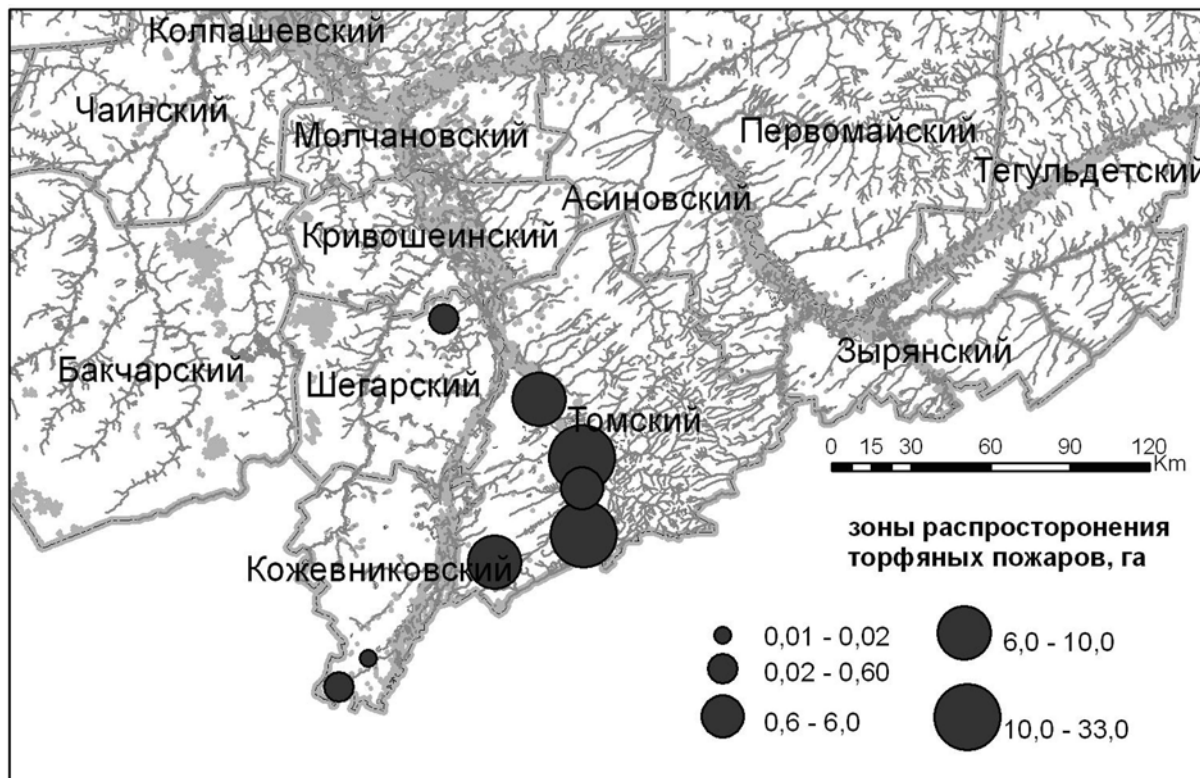 Колпашевский
Чаинский
Молчановский
Первомайский
Тегульдетский
Асиновский
Кривошеинский
Зырянский
Бакчарский
Шегарский
Томский
0 15 30 60 90 120
Km
зоны распросторонения
торфяных пожаров, га
Кожевниковский
0,01 - 0,02
0,02 - 0,60
0,6 - 6,0
6,0 - 10,0
10,0 - 33,0